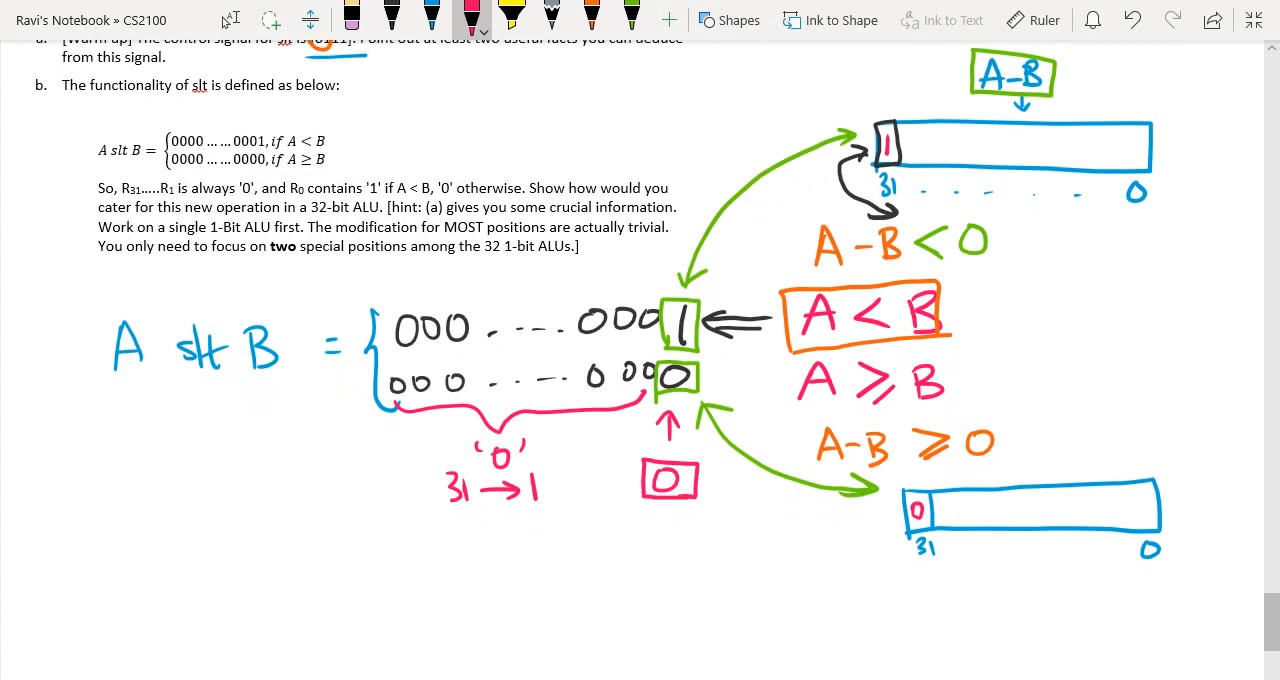 Ravi's Notebook » CS2100
Shapes
Ink to Shape
Ink to Text
Ruler
from this signal.
b. The functionality of slt is defined as below:
A slt B = {0000 ......0001, if A < B
{0000 ......0000, if A ≥ B
So, R31.....R1 is always '0', and R0 contains '1' if A < B, '0' otherwise. Show how would you
cater for this new operation in a 32-bit ALU. [hint: (a) gives you some crucial information.
Work on a single 1-Bit ALU first. The modification for MOST positions are actually trivial.
You only need to focus on two special positions among the 32 1-bit ALUs.]
A-B
1
31 . . . . . 0
A-B<0
A slt B = {
000 . --- . 0001
A < B
000 . . -- . 0 000
A ≥ B
'0'
31 → 1
0
A-B ≥ 0
0
31 0